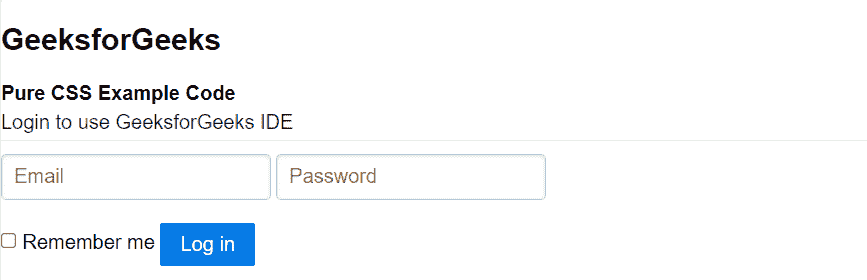 GeeksforGeeks
Pure CSS Example Code
Login to use GeeksforGeeks IDE
Email Password
Remember me Log in